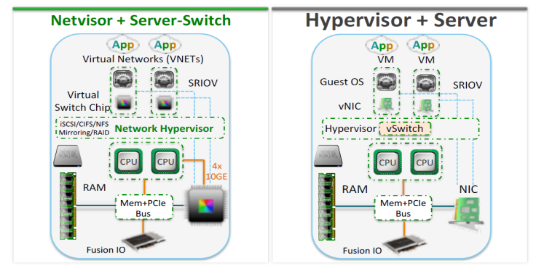 Netvisor + Server-Switch
App App
Virtual Networks (VNETs)
SRIOV
Virtual
Switch Chip
iSCSI/CIFS/NFS
Mirroring/RAID
Network Hypervisor
CPU CPU
4x
10GE
RAM
Mem+PCIe
Bus
Fusion IO
Hypervisor + Server
App App
VM VM
Guest OS
SRIOV
vNIC
Hypervisor vSwitch
CPU CPU
RAM
NIC
Mem+PCIe
Bus
Fusion IO